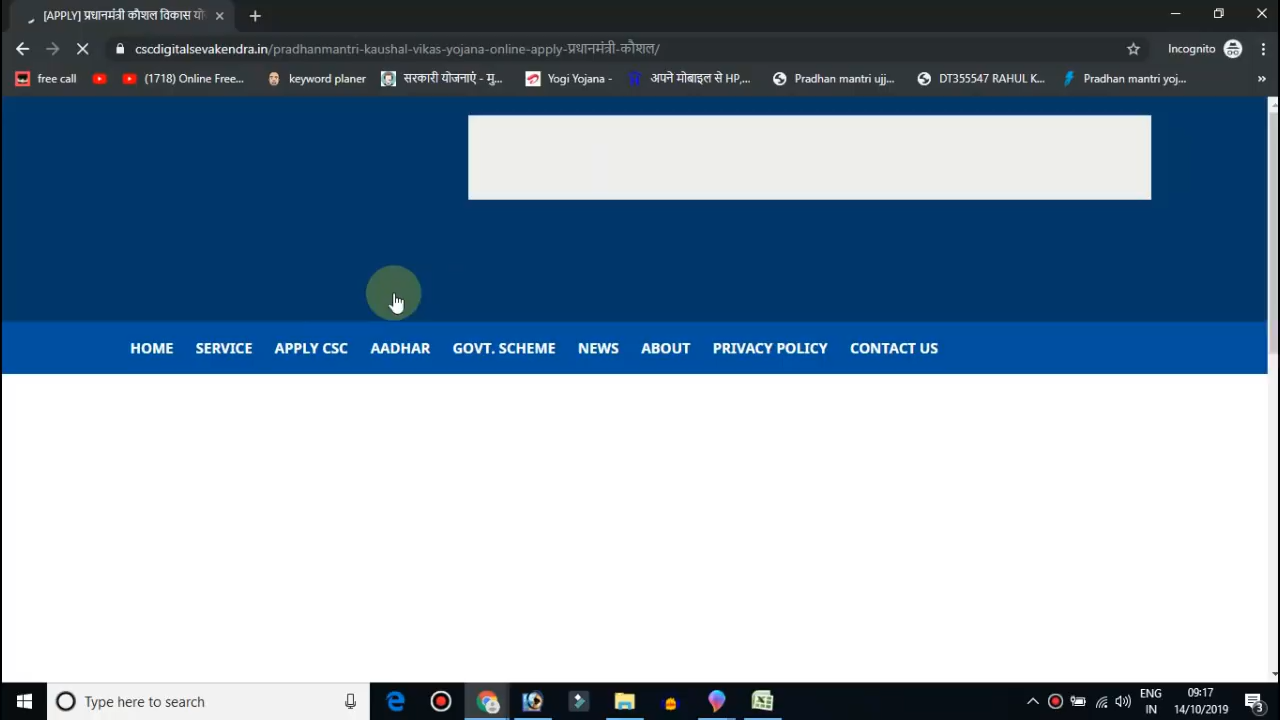 [APPLY] प्रधानमंत्री कौशल विकास यो
cscdigitalsevakendra.in/pradhanmantri-kaushal-vikas-yojana-online-apply-प्रधानमंत्री-कौशल/
Incognito
free call
(1718) Online Free...
keyword planer
सरकारी योजनाएं - मु...
Yogi Yojana -
अपने मोबाइल से HP,...
Pradhan mantri ujj...
DT355547 RAHUL K...
Pradhan mantri yoj...
HOME SERVICE APPLY CSC AADHAR GOVT. SCHEME NEWS ABOUT PRIVACY POLICY CONTACT US
Type here to search
ENG
IN
09:17
14/10/2019
3